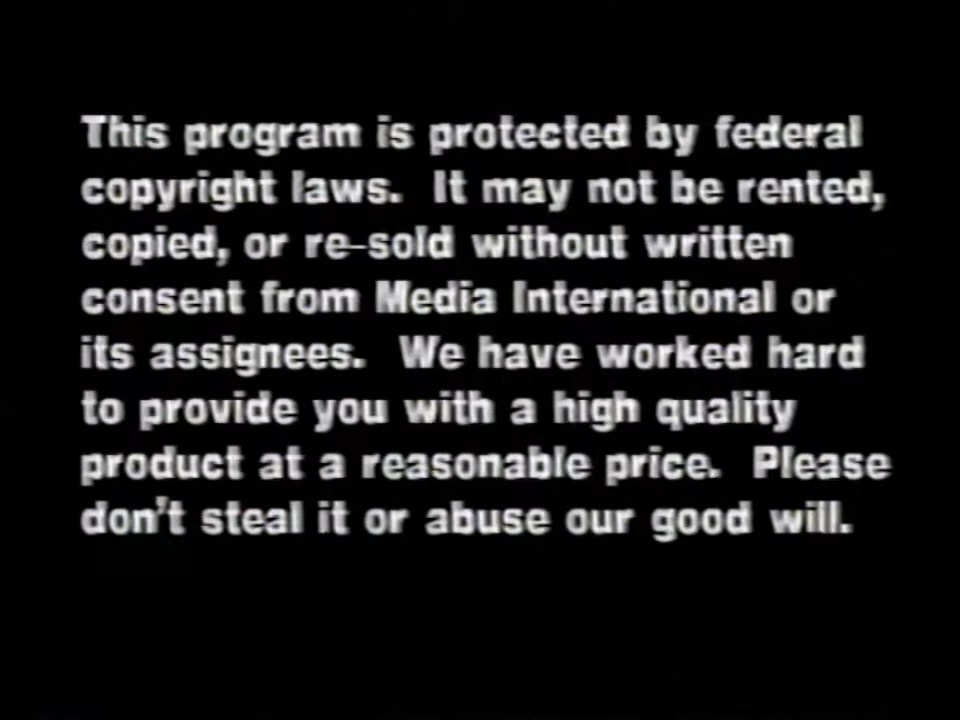 This program is protected by federal
copyright laws.  It may not be rented,
copied, or re-sold without written
consent from Media International or
its assignees.  We have worked hard
to provide you with a high quality
product at a reasonable price.  Please
don't steal it or abuse our good will.